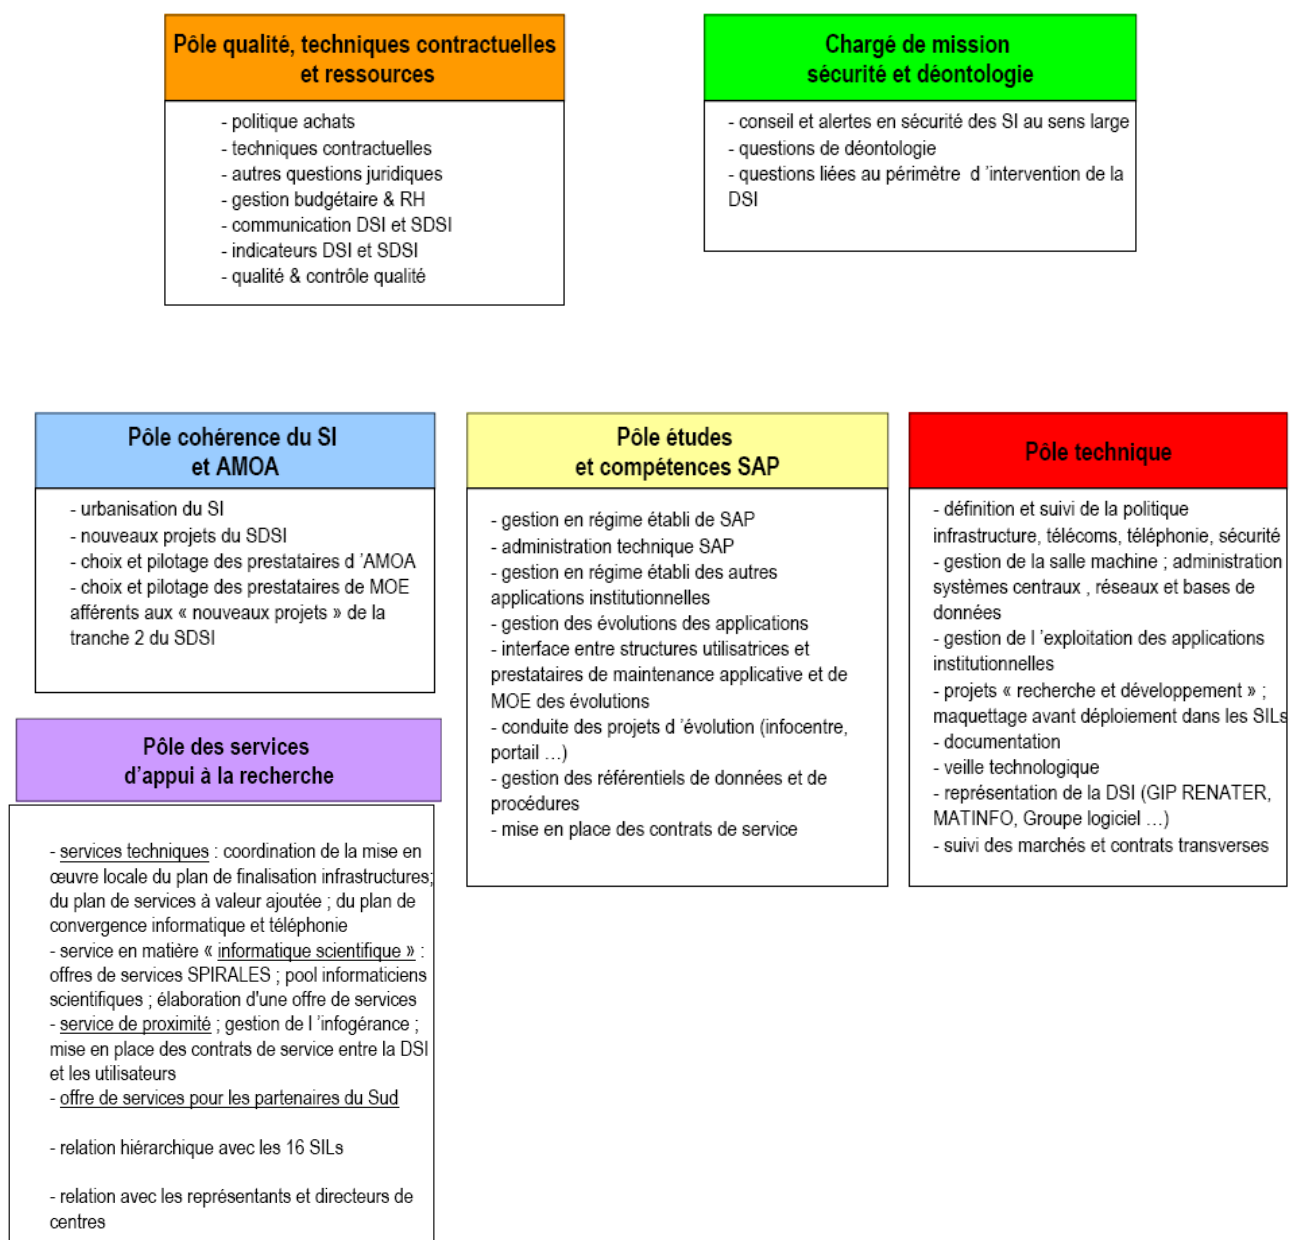 Pôle qualité, techniques contractuelles
et ressources
- politique achats
- techniques contractuelles
- autres questions juridiques
- gestion budgétaire & RH
- communication DSI et SDSI
- indicateurs DSI et SDSI
- qualité & contrôle qualité
Chargé de mission
sécurité et déontologie
- conseil et alertes en sécurité des SI au sens large
- questions de déontologie
- questions liées au périmètre d 'intervention de la
DSI
Pôle cohérence du SI
et AMOA
- urbanisation du SI
- nouveaux projets du SDSI
- choix et pilotage des prestataires d 'AMOA
- choix et pilotage des prestataires de MOE
afférents aux « nouveaux projets » de la
tranche 2 du SDSI
Pôle études
et compétences SAP
- gestion en régime établi de SAP
- administration technique SAP
- gestion en régime établi des autres
applications institutionnelles
- gestion des évolutions des applications
- interface entre structures utilisatrices et
prestataires de maintenance applicative et de
MOE des évolutions
- conduite des projets d 'évolution (infocentre,
portail ...)
- gestion des référentiels de données et de
procédures
- mise en place des contrats de service
Pôle technique
- définition et suivi de la politique
infrastructure, télécoms, téléphonie, sécurité
- gestion de la salle machine ; administration
systèmes centraux , réseaux et bases de
données
- gestion de l 'exploitation des applications
institutionnelles
- projets « recherche et développement » ;
maquettage avant déploiement dans les SILs
- documentation
- veille technologique
- représentation de la DSI (GIP RENATER,
MATINFO, Groupe logiciel ...)
- suivi des marchés et contrats transverses
Pôle des services
d'appui à la recherche
- services techniques : coordination de la mise en
œuvre locale du plan de finalisation infrastructures;
du plan de services à valeur ajoutée ; du plan de
convergence informatique et téléphonie
- service en matière « informatique scientifique » :
offres de services SPIRALES ; pool informaticiens
scientifiques ; élaboration d'une offre de services
- service de proximité ; gestion de l 'infogérance ;
mise en place des contrats de service entre la DSI
et les utilisateurs
- offre de services pour les partenaires du Sud
- relation hiérarchique avec les 16 SILs
- relation avec les représentants et directeurs de
centres